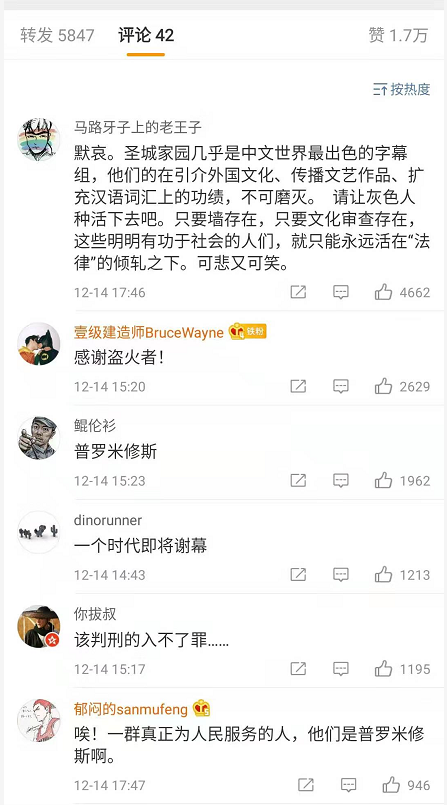 转发 5847 评论 42 赞 1.7万
按热度
马路牙子上的老王子
默哀。圣城家园几乎是中文世界最出色的字幕
组，他们的在引介外国文化、传播文艺作品、扩
充汉语词汇上的功绩，不可磨灭。 请让灰色人
种活下去吧。只要墙存在，只要文化审查存在，
这些明明有功于社会的人们，就只能永远活在“法
律”的倾轧之下。可悲又可笑。
12-14 17:46 4662
壹级建造师BruceWayne 铁粉
感谢盗火者！
12-14 15:20 2629
鲲伦衫
普罗米修斯
12-14 15:23 1962
dinorunner
一个时代即将谢幕
12-14 14:43 1213
你拔叔
该判刑的入不了罪......
12-14 15:17 1195
郁闷的sanmufeng
唉！一群真正为人民服务的人，他们是普罗米修
斯啊。
12-14 17:47 946